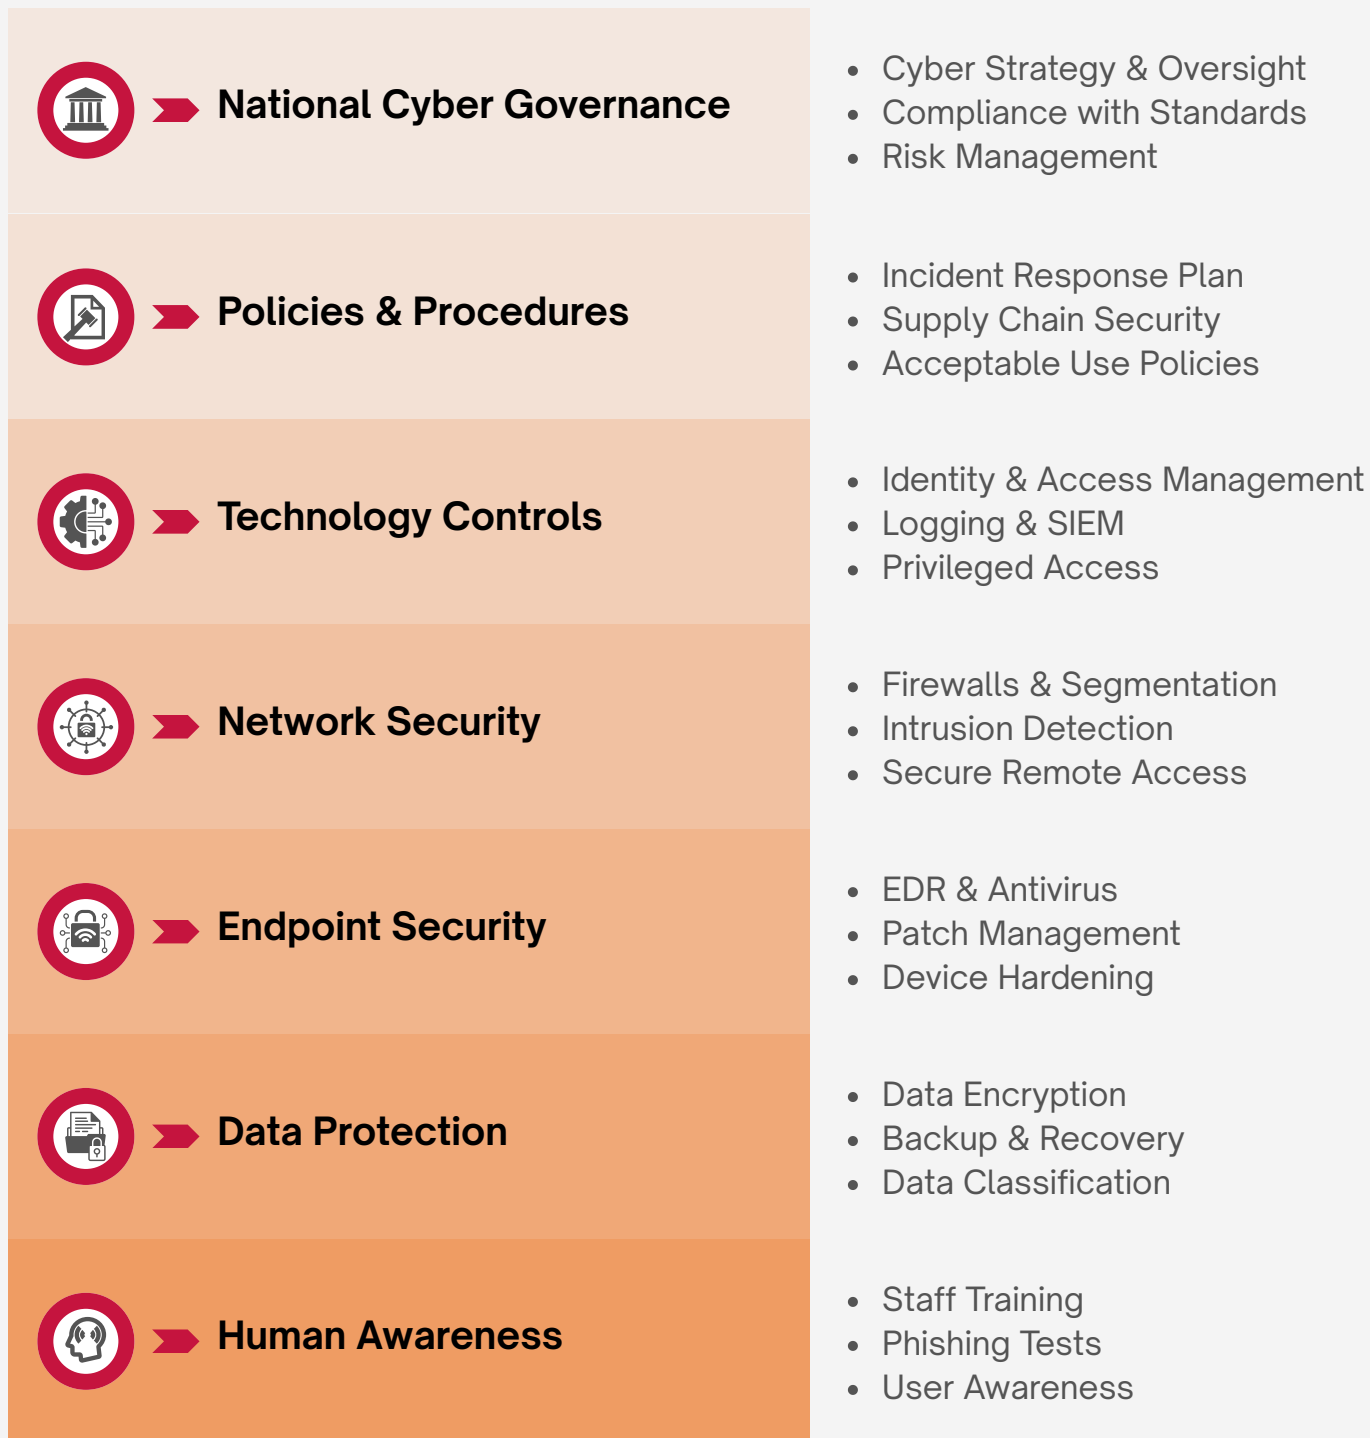 National Cyber Governance
• Cyber Strategy & Oversight
• Compliance with Standards
• Risk Management
Policies & Procedures
• Incident Response Plan
• Supply Chain Security
• Acceptable Use Policies
Technology Controls
• Identity & Access Management
• Logging & SIEM
• Privileged Access
Network Security
• Firewalls & Segmentation
• Intrusion Detection
• Secure Remote Access
Endpoint Security
• EDR & Antivirus
• Patch Management
• Device Hardening
Data Protection
• Data Encryption
• Backup & Recovery
• Data Classification
Human Awareness
• Staff Training
• Phishing Tests
• User Awareness